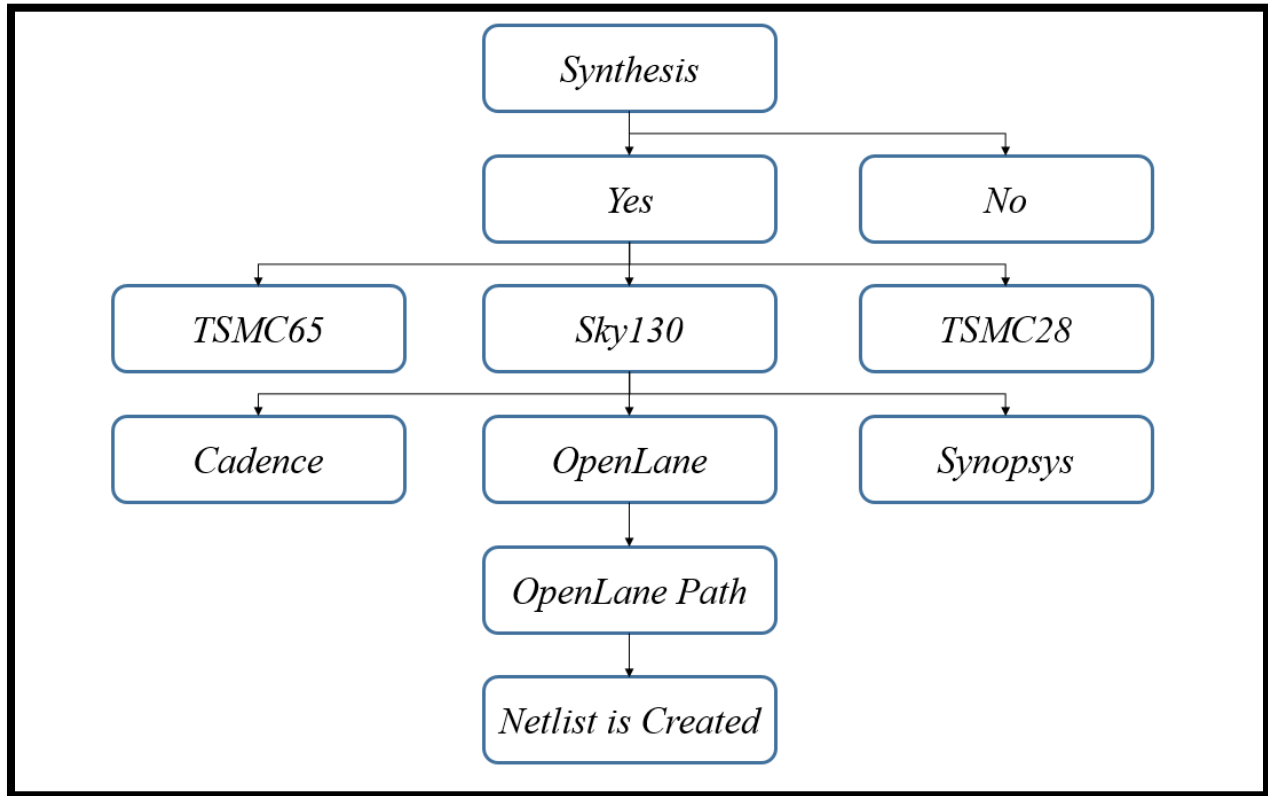 Synthesis
Yes
No
TSMC65
Sky130
TSMC28
Cadence
OpenLane
Synopsys
OpenLane Path
Netlist is Created